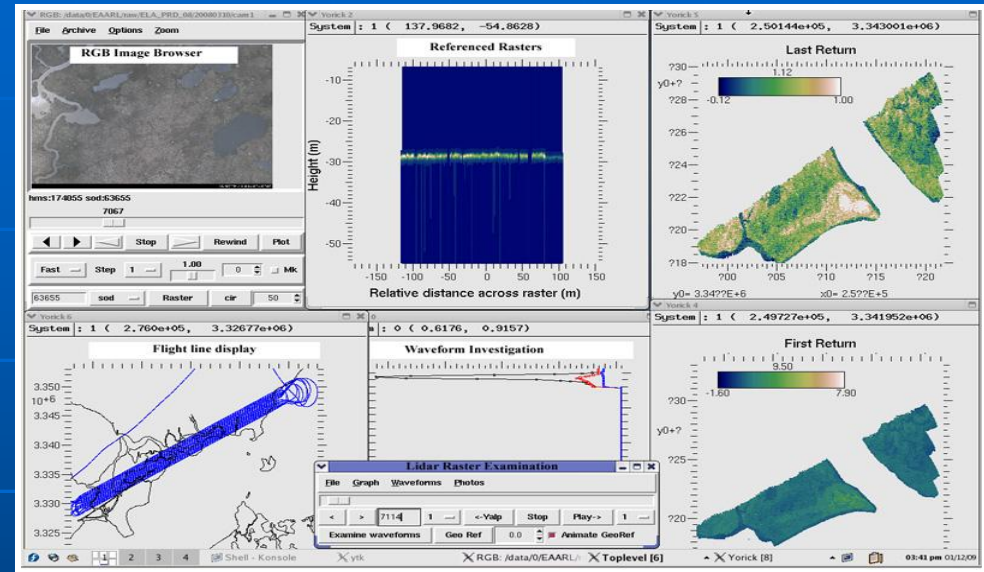 RGB: /data/0/EAARL/raw/ELA_PRD_08/20080310/cam1
File Archive Options Zoom
RGB Image Browser
hms:174055 sod:63655
7067
Stop Rewind Plot
Fast Step 1 1.00 0 Mk
63655 sod Raster cir 50
Yorick 2
System : 1 ( 137.9682, -54.8628)
Referenced Rasters
-10
-30
-40
-50
Height (m)
-150 -100 -50 0 50 100 150
Relative distance across raster (m)
System : 1 ( 2.50144e+05, 3.343001e+06)
Last Return
1.12
-0.12 1.00
?30
y0+?
?28
?26
?24
?22
?20
?18
?00 ?05 ?10 ?15 ?20
y0= 3.34??E+6 x0= 2.5??E+5
Yorick 6
System : 1 ( 2.760e+05, 3.32677e+06)
Flight line display
3.350
10+6
3.345
3.340
3.335
3.330
3.325
: 0 ( 0.6176, 0.9157)
Waveform Investigation
Lidar Raster Examination
File Graph Waveforms Photos
< > 7114 1 <-Yalp Stop Play-> 1
Examine waveforms Geo Ref 0.0 Animate GeoRef
Yorick 4
System : 1 ( 2.49727e+05, 3.341952e+06)
First Return
9.50
-1.60 7.90
?30
y0+?
?25
?20
1 2 3 4 Shell - Konsole ytk RGB: /data/0/EAARL/ Toplevel [6] Yorick [8] 03:41 pm 01/12/09